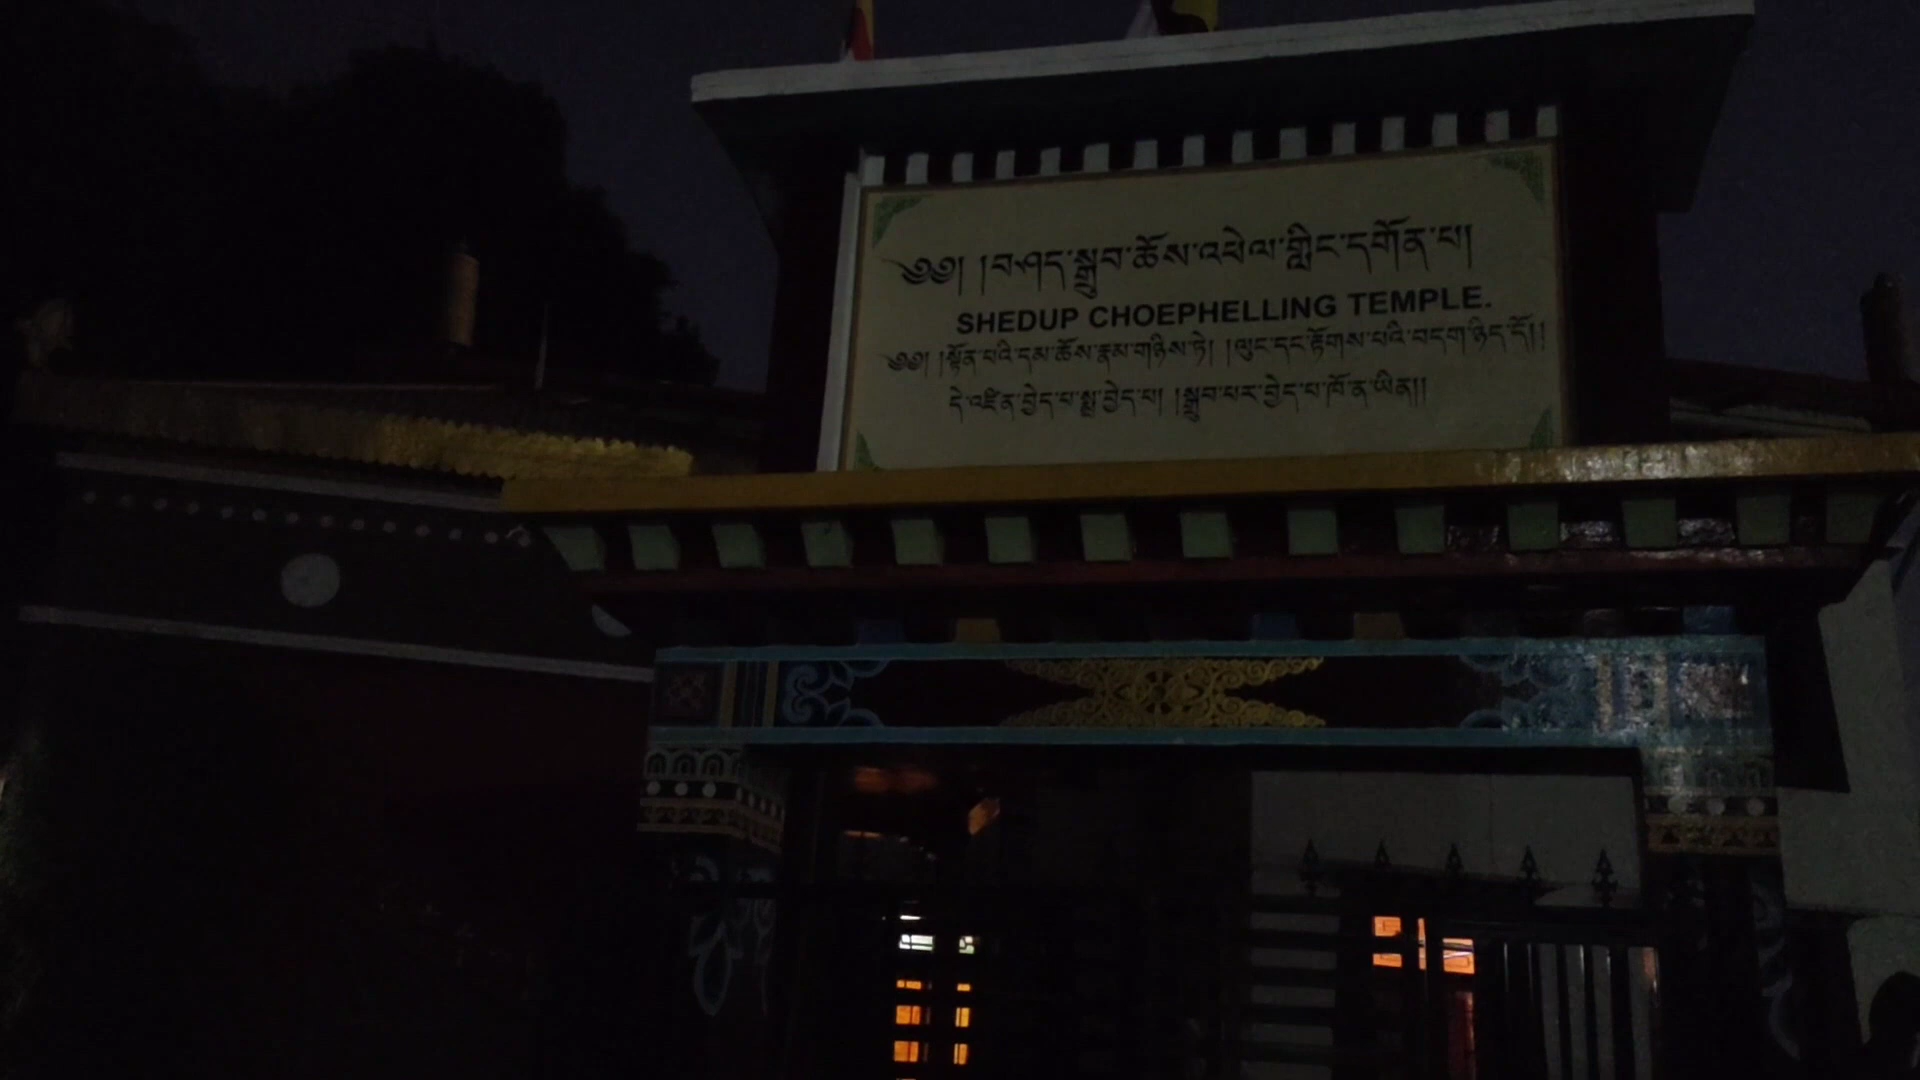 ༄༅། །བཤད་སྒྲུབ་ཆོས་འཕེལ་གླིང་དགོན་པ།
SHEDUP CHOEPHELLING TEMPLE.
༄༅། །སྟོན་པའི་དམ་ཆོས་རྣམ་གཉིས་ཏེ། །ལུང་དང་རྟོགས་པའི་བདག་ཉིད་དོ།།
དེ་འཛིན་བྱེད་པ་སྨྲ་བྱེད་པ། །སྒྲུབ་པར་བྱེད་པ་ཁོ་ན་ཡིན།།